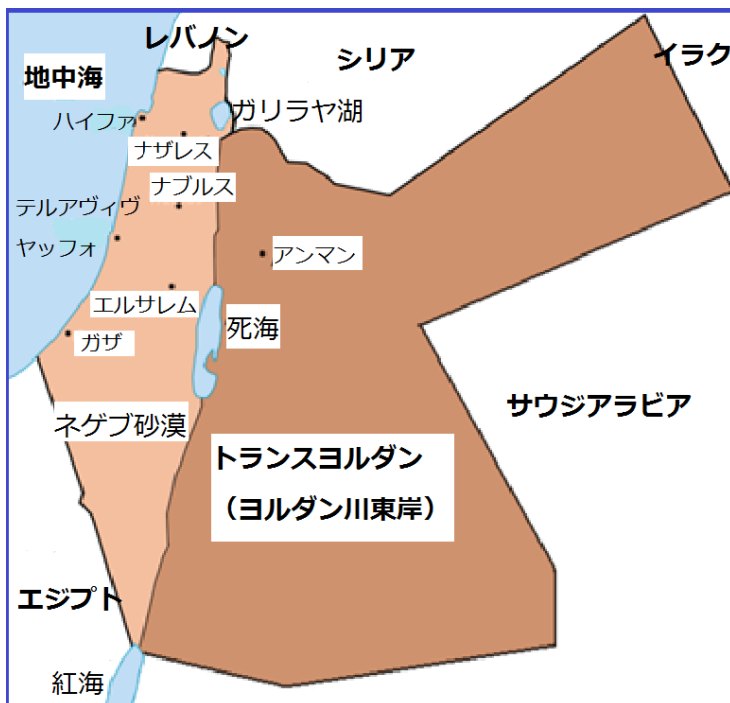 レバノン
シリア
イラク
地中海
ガリラヤ湖
ハイファ
ナザレス
ナブルス
テルアヴィヴ
ヤッフォ
アンマン
エルサレム
死海
ガザ
サウジアラビア
ネゲブ砂漠
トランスヨルダン
（ヨルダン川東岸）
エジプト
紅海